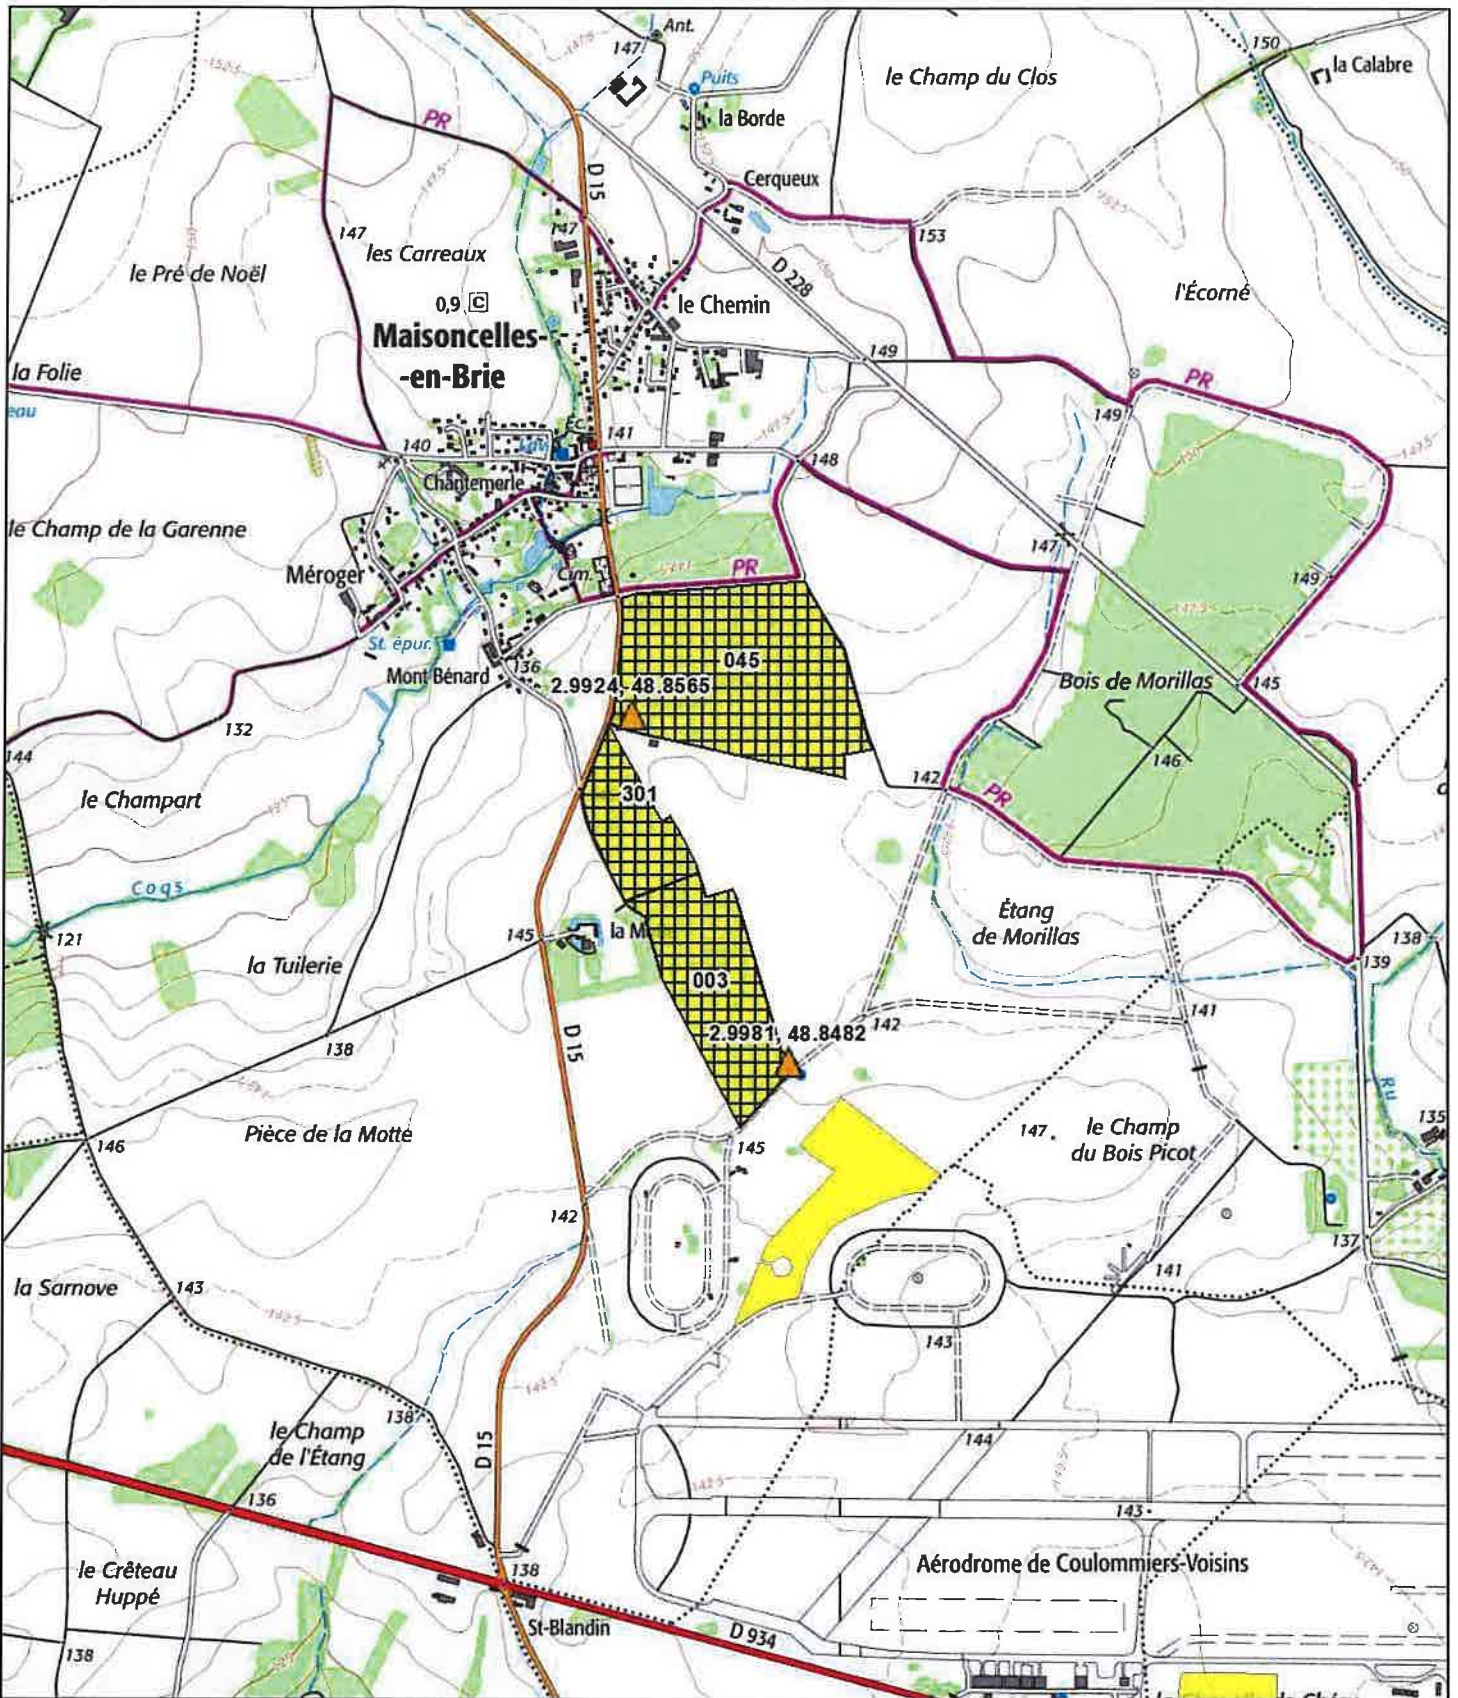 Ant.
147
150
la Calabre
le Champ du Clos
Puits
la Borde
PR
D 15
Cerqueux
153
147
147
les Carreaux
le Pré de Noël
D 228
l'Écorné
0,9 C
le Chemin
Maisoncelles-
-en-Brie
149
la Folie
PR
eau
149
Éc.
141
140
Lav.
148
Chantemerle
le Champ de la Garenne
147
Cim.
PR
Méroger
149
St. épur.
045
Mont Bénard
136
2.9924, 48.8565
Bois de Morillas
145
132
144
146
142
PR
301
le Champart
Coqs
Étang
de Morillas
121
145
la M
138
139
la Tuilerie
003
141
142
2.9981, 48.8482
D 15
138
Ru
135
Pièce de la Motte
147
le Champ
du Bois Picot
146
145
142
137
141
la Sarnove
143
143
138
le Champ
de l'Étang
144
D 15
136
143
138
Aérodrome de Coulommiers-Voisins
le Crêteau
Huppé
St-Blandin
D 934
138